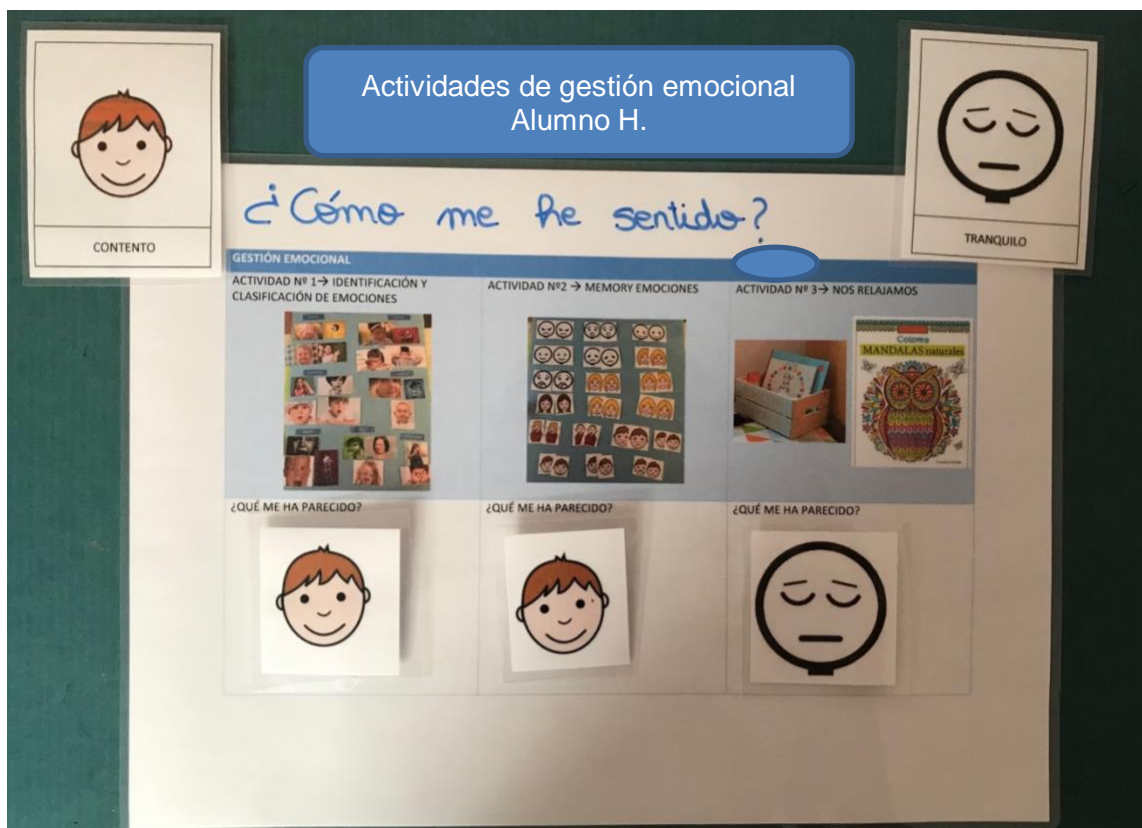 Actividades de gestión emocional
Alumno H.
CONTENTO
TRANQUILO
¿Cómo me he sentido?
GESTIÓN EMOCIONAL
ACTIVIDAD Nº 1→ IDENTIFICACIÓN Y
CLASIFICACIÓN DE EMOCIONES
ACTIVIDAD Nº2 → MEMORY EMOCIONES
ACTIVIDAD Nº 3→ NOS RELAJAMOS
Colorea
MANDALAS naturales
¿QUÉ ME HA PARECIDO?
¿QUÉ ME HA PARECIDO?
¿QUÉ ME HA PARECIDO?